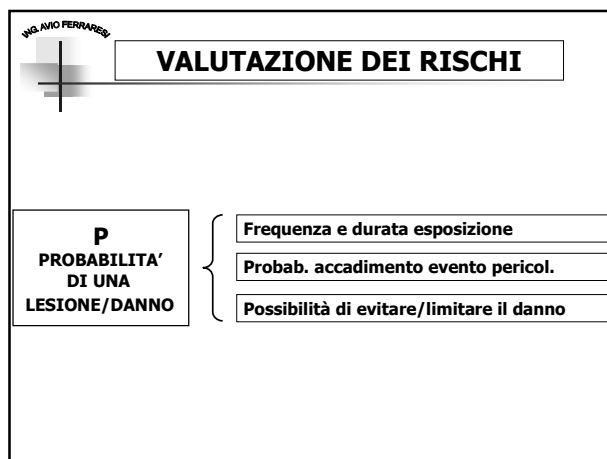 ING. AVIO FERRARESI
VALUTAZIONE DEI RISCHI
P
PROBABILITA’
DI UNA
LESIONE/DANNO
Frequenza e durata esposizione
Probab. accadimento evento pericol.
Possibilità di evitare/limitare il danno